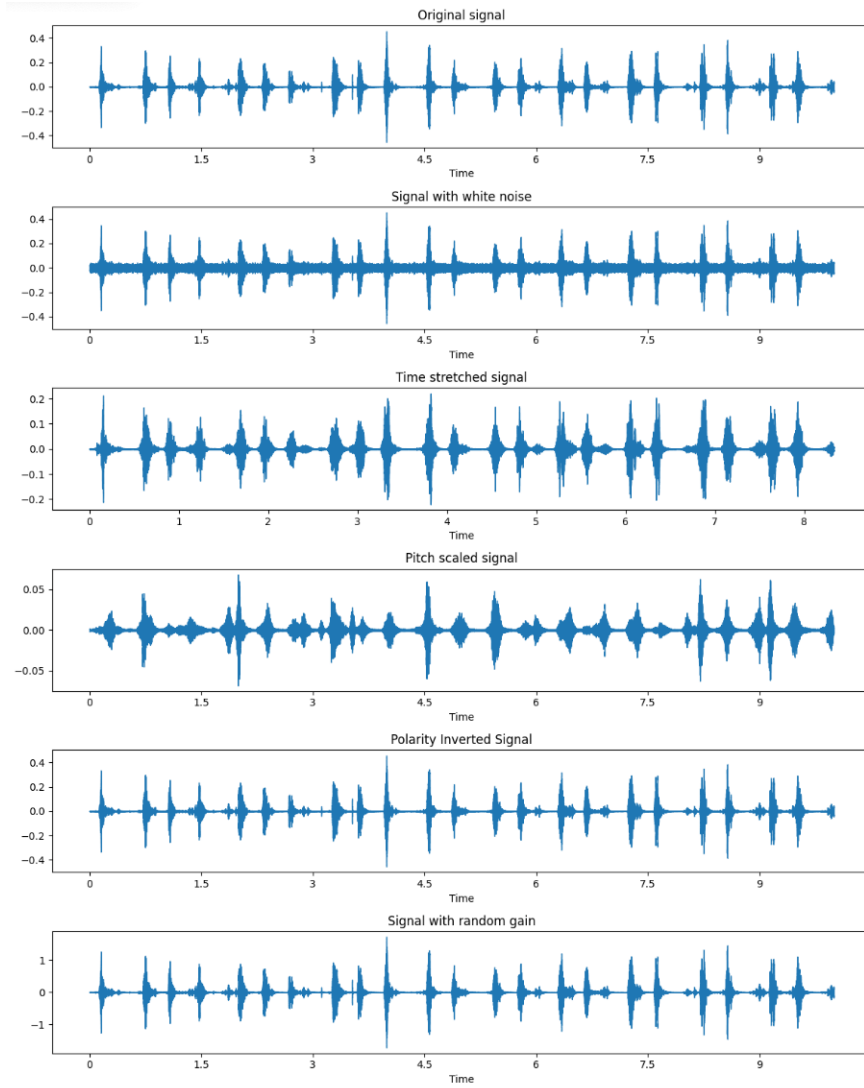 Original signal
0.4
0.2
0.0
−0.2
−0.4
0 1.5 3 4.5 6 7.5 9
Time
Signal with white noise
0.4
0.2
0.0
−0.2
−0.4
0 1.5 3 4.5 6 7.5 9
Time
Time stretched signal
0.2
0.1
0.0
−0.1
−0.2
0 1 2 3 4 5 6 7 8
Time
Pitch scaled signal
0.05
0.00
−0.05
0 1.5 3 4.5 6 7.5 9
Time
Polarity Inverted Signal
0.4
0.2
0.0
−0.2
−0.4
0 1.5 3 4.5 6 7.5 9
Time
Signal with random gain
1
0
−1
0 1.5 3 4.5 6 7.5 9
Time